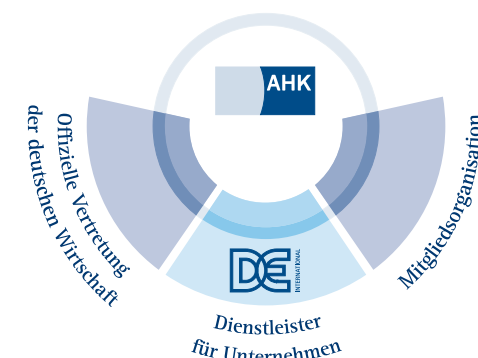 AHK
Offizielle Vertretung
der deutschen Wirtschaft
DE
INTERNATIONAL
Dienstleister
für Unternehmen
Mitgliedsorganisation